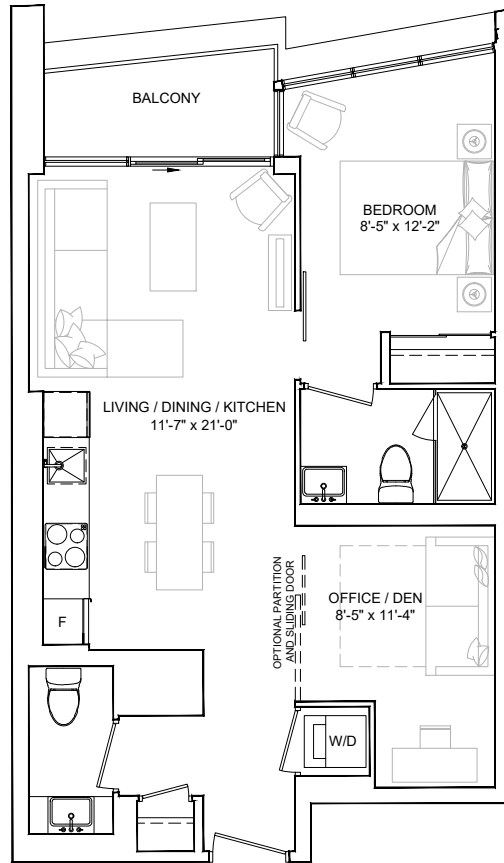 BALCONY
BEDROOM
8'-5" x 12'-2"
LIVING / DINING / KITCHEN
11'-7" x 21'-0"
OPTIONAL PARTITION
AND SLIDING DOOR
OFFICE / DEN
8'-5" x 11'-4"
F
W/D